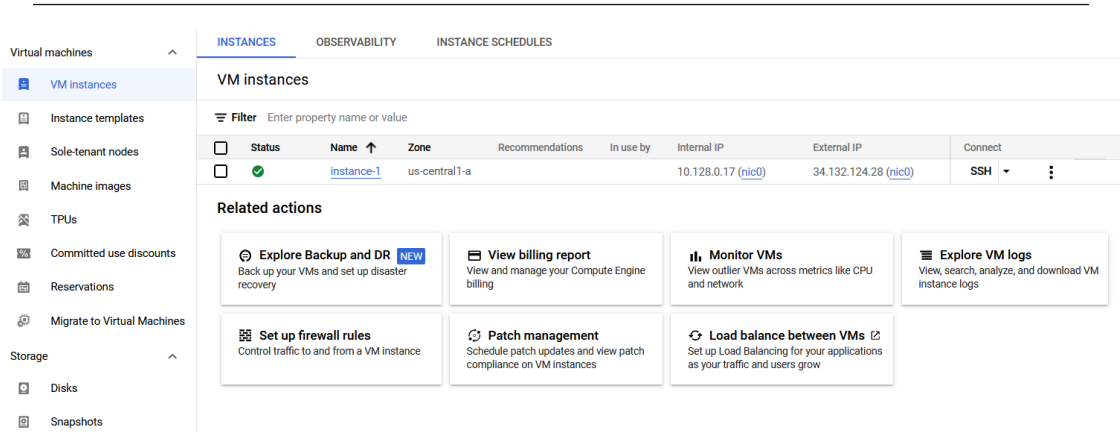 INSTANCES OBSERVABILITY INSTANCE SCHEDULES
Virtual machines
VM instances
Instance templates
Sole-tenant nodes
Machine images
TPUs
Committed use discounts
Reservations
Migrate to Virtual Machines
Storage
Disks
Snapshots
VM instances
Filter Enter property name or value
Status Name Zone Recommendations In use by Internal IP External IP Connect
instance-1 us-central1-a 10.128.0.17 (nic0) 34.132.124.28 (nic0) SSH
Related actions
Explore Backup and DR NEW
Back up your VMs and set up disaster
recovery
View billing report
View and manage your Compute Engine
billing
Monitor VMs
View outlier VMs across metrics like CPU
and network
Explore VM logs
View, search, analyze, and download VM
instance logs
Set up firewall rules
Control traffic to and from a VM instance
Patch management
Schedule patch updates and view patch
compliance on VM instances
Load balance between VMs
Set up Load Balancing for your applications
as your traffic and users grow